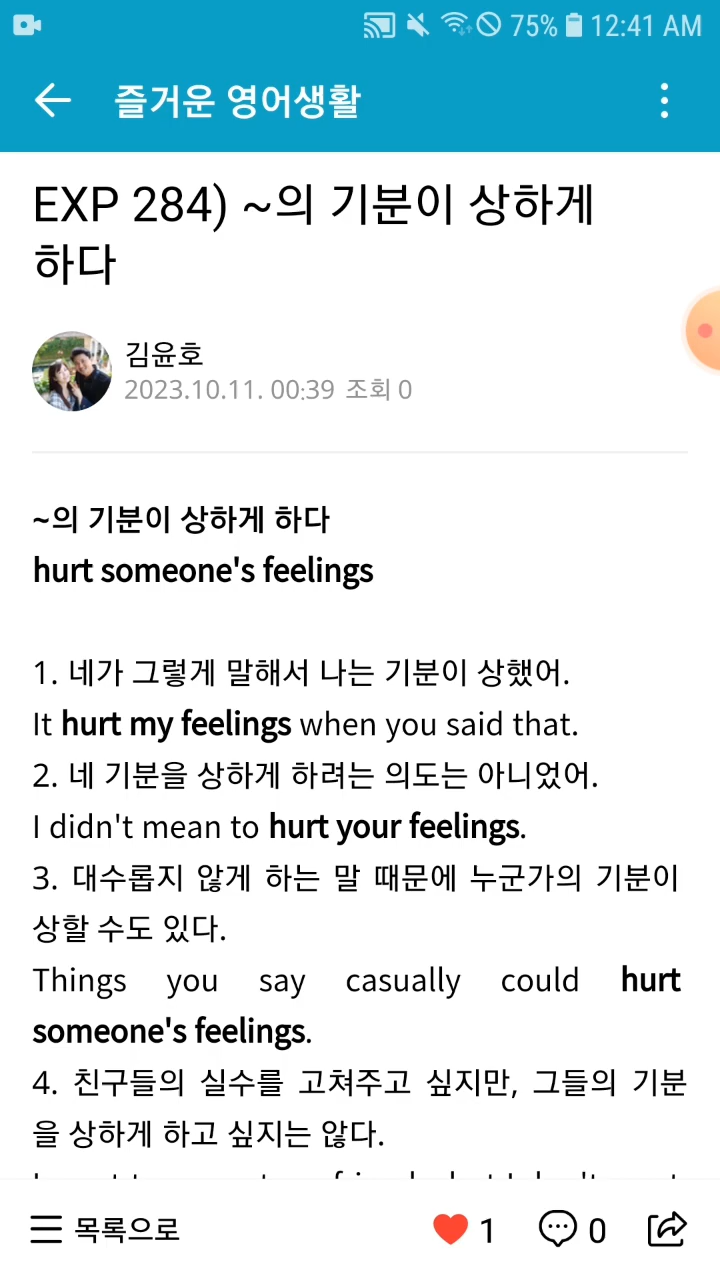 75% 12:41 AM
즐거운 영어생활
EXP 284) ~의 기분이 상하게
하다
김윤호
2023.10.11. 00:39 조회 0
~의 기분이 상하게 하다
hurt someone's feelings
1. 네가 그렇게 말해서 나는 기분이 상했어.
It hurt my feelings when you said that.
2. 네 기분을 상하게 하려는 의도는 아니었어.
I didn't mean to hurt your feelings.
3. 대수롭지 않게 하는 말 때문에 누군가의 기분이
상할 수도 있다.
Things you say casually could hurt
someone's feelings.
4. 친구들의 실수를 고쳐주고 싶지만, 그들의 기분
을 상하게 하고 싶지는 않다.
목록으로 1 0